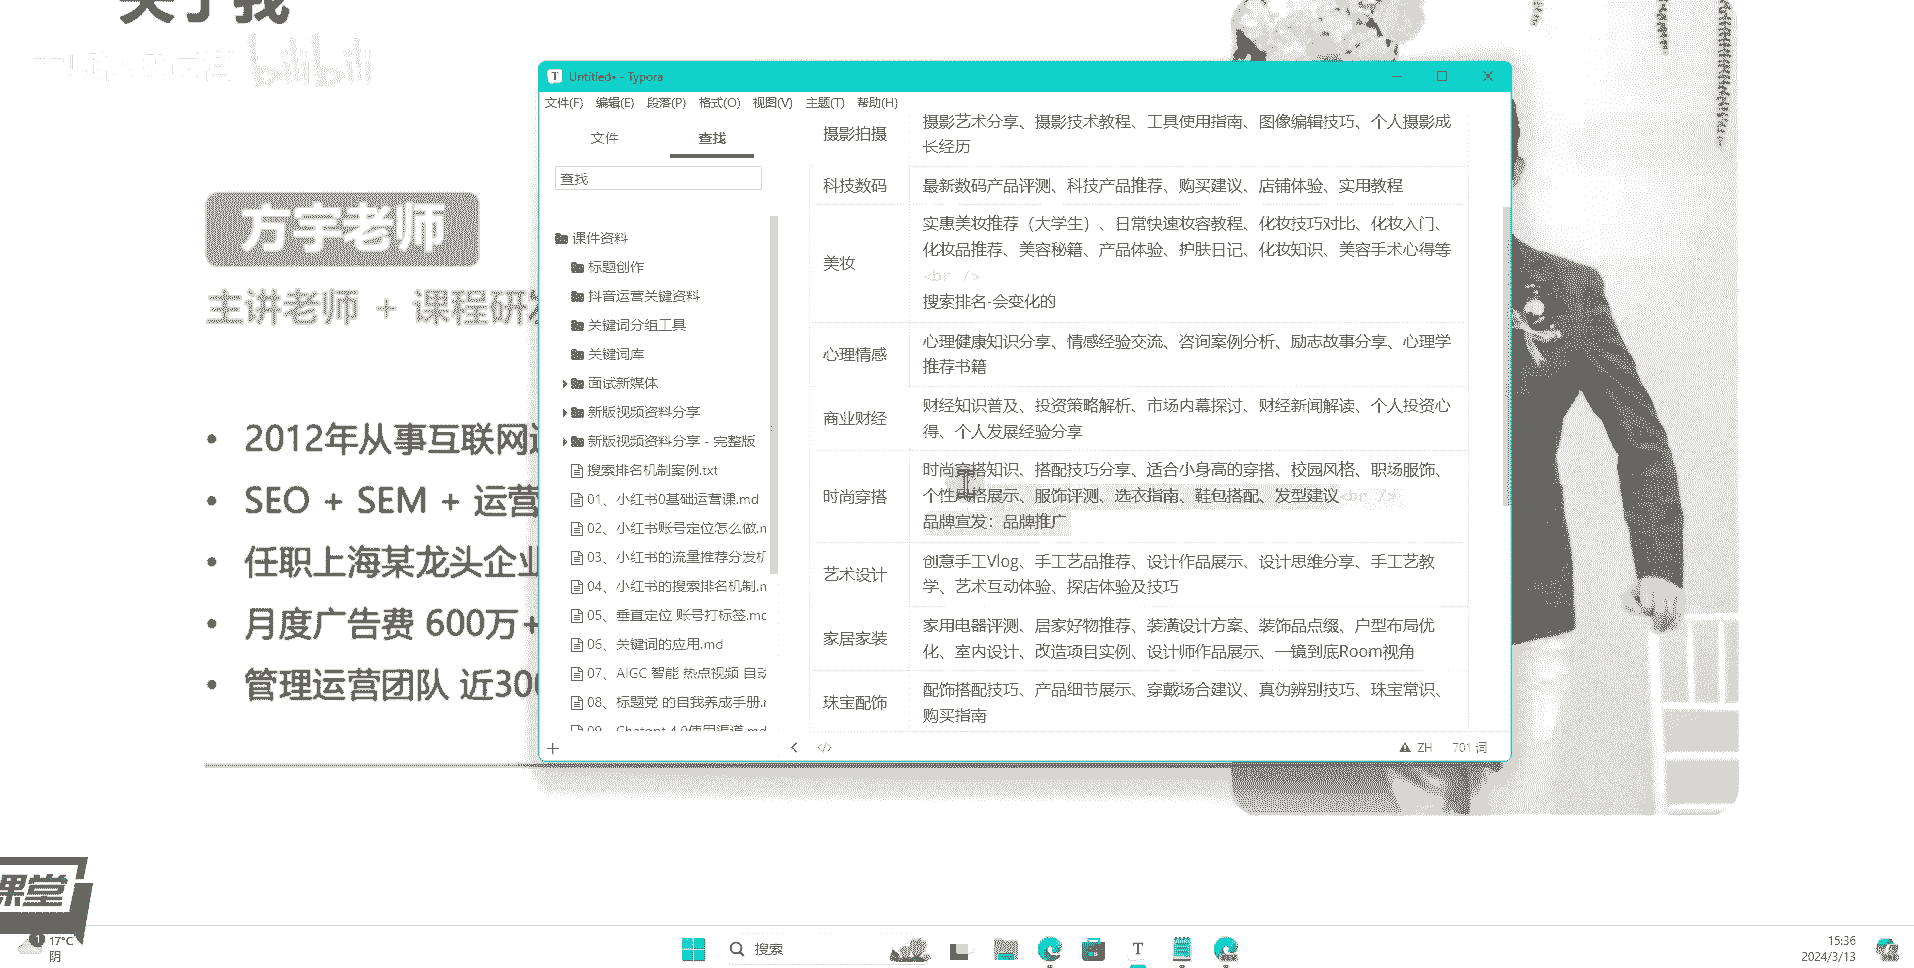 关于我
bilibili
方宇老师
主讲老师 + 课程研发
2012年从事互联网运
SEO + SEM + 运营
任职上海某龙头企业
月度广告费 600万+
管理运营团队 近300
Untitled• - Typora
文件(F) 编辑(E) 段落(P) 格式(O) 视图(V) 主题(T) 帮助(H)
文件 查找
查找
课件资料
标题创作
抖音运营关键资料
关键词分组工具
关键词库
面试新媒体
新版视频资料分享
新版视频资料分享 - 完整版
搜索排名机制案例.txt
01、小红书0基础运营课.md
02、小红书账号定位怎么做.n
03、小红书的流量推荐分发机
04、小红书的搜索排名机制.n
05、垂直定位 账号打标签.mc
06、关键词的应用.md
07、AIGC 智能 热点视频 自动
08、标题党 的自我养成手册.r
09、Chatgpt 4.0使用渠道.md
摄影拍摄
摄影艺术分享、摄影技术教程、工具使用指南、图像编辑技巧、个人摄影成
长经历
科技数码
最新数码产品评测、科技产品推荐、购买建议、店铺体验、实用教程
美妆
实惠美妆推荐（大学生）、日常快速妆容教程、化妆技巧对比、化妆入门、
化妆品推荐、美容秘籍、产品体验、护肤日记、化妆知识、美容手术心得等
<br />
搜索排名-会变化的
心理情感
心理健康知识分享、情感经验交流、咨询案例分析、励志故事分享、心理学
推荐书籍
商业财经
财经知识普及、投资策略解析、市场内幕探讨、财经新闻解读、个人投资心
得、个人发展经验分享
时尚穿搭
时尚穿搭知识、搭配技巧分享、适合小身高的穿搭、校园风格、职场服饰、
个性风格展示、服饰评测、选衣指南、鞋包搭配、发型建议<br />
品牌宣发：品牌推广
艺术设计
创意手工Vlog、手工艺品推荐、设计作品展示、设计思维分享、手工艺教
学、艺术互动体验、探店体验及技巧
家居家装
家用电器评测、居家好物推荐、装潢设计方案、装饰品点缀、户型布局优
化、室内设计、改造项目实例、设计师作品展示、一镜到底Room视角
珠宝配饰
配饰搭配技巧、产品细节展示、穿戴场合建议、真伪辨别技巧、珠宝常识、
购买指南
ZH 701 词
课堂
1 17°C
阴
搜索
15:36
2024/3/13